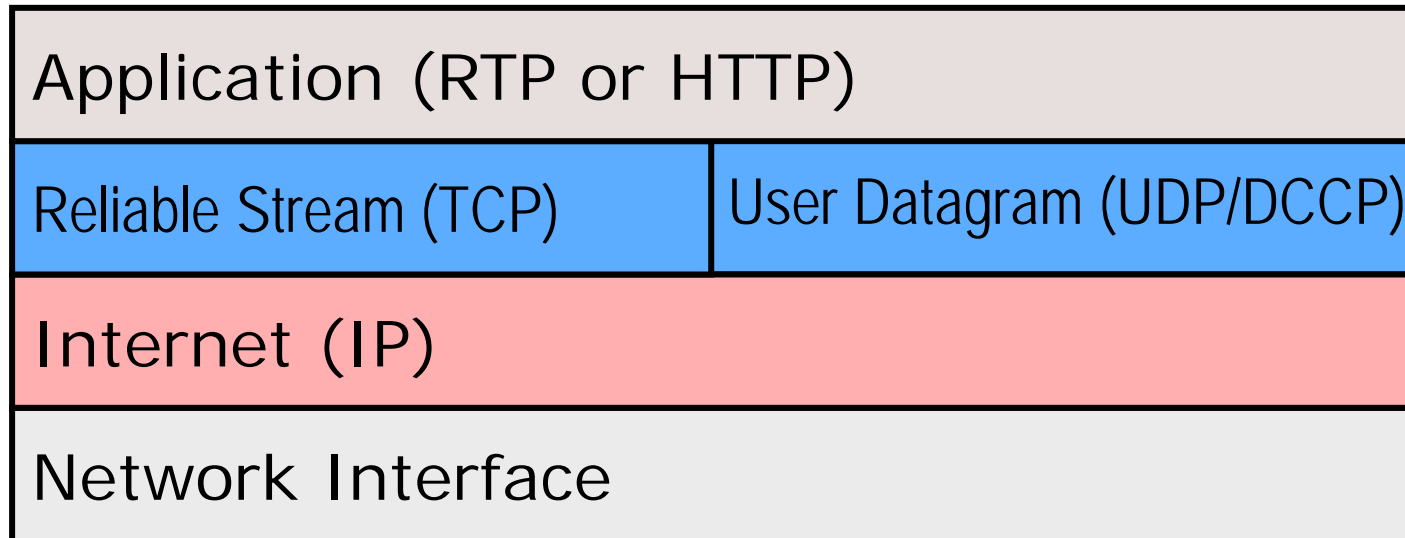 Application (RTP or HTTP)
Reliable Stream (TCP)
User Datagram (UDP/DCCP)
Internet (IP)
Network Interface